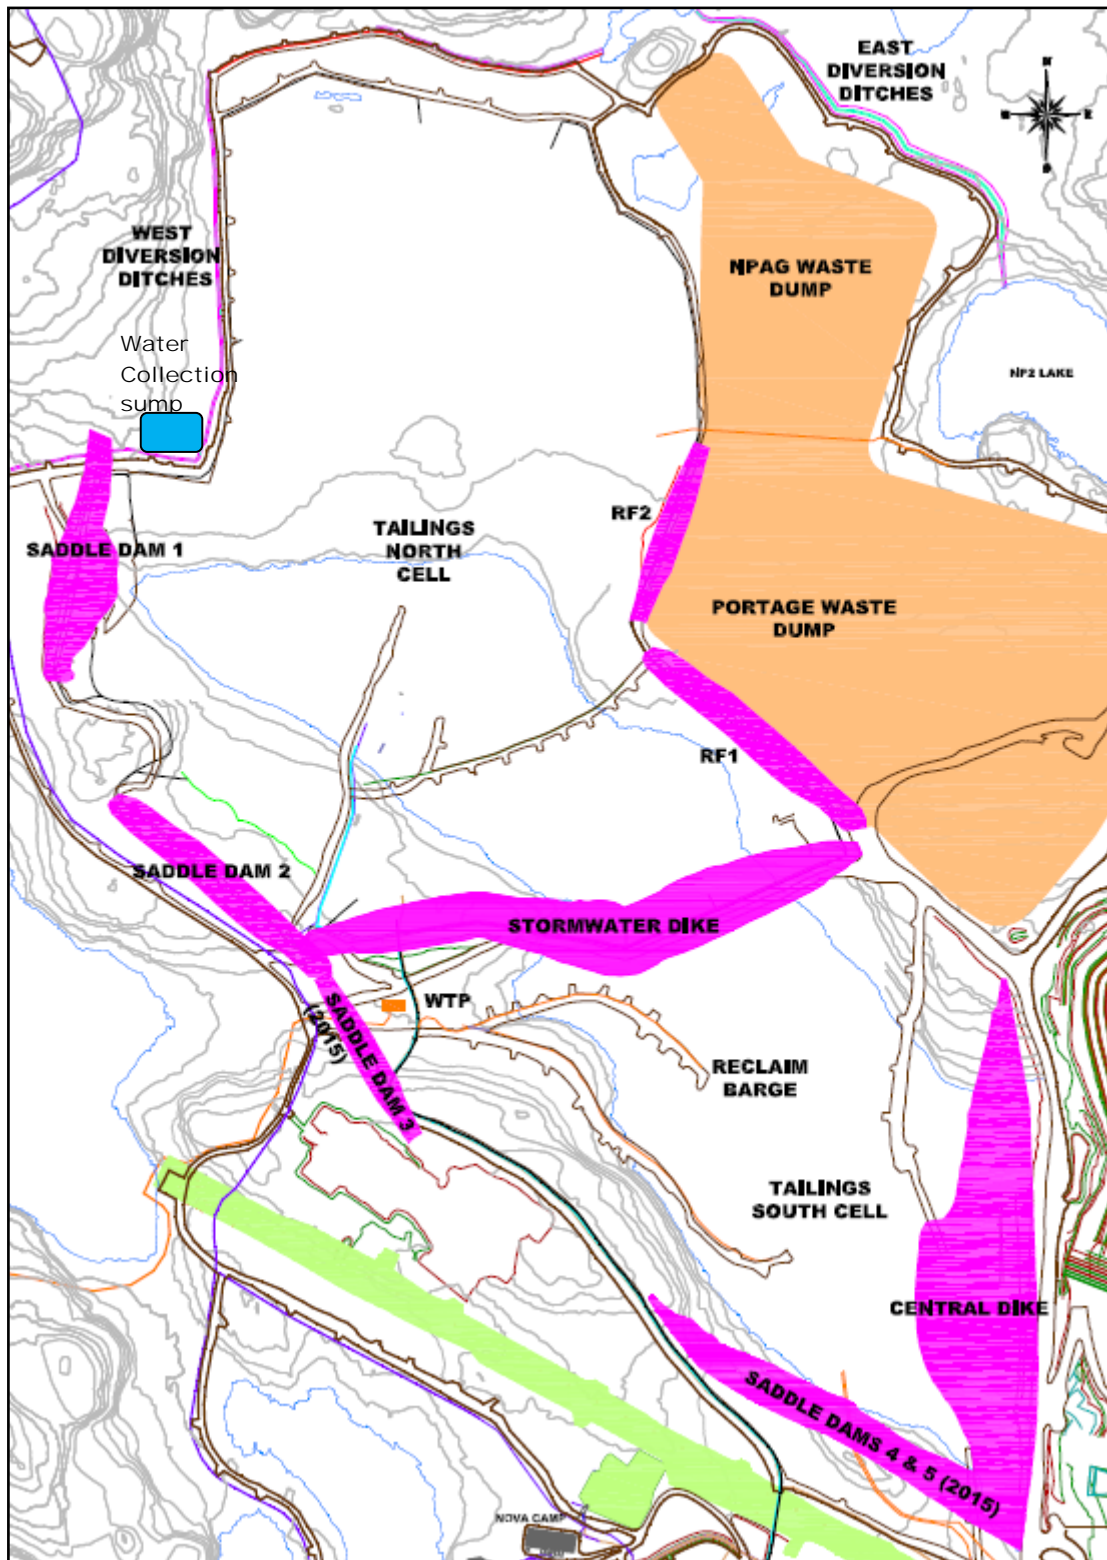 EAST
DIVERSION
DITCHES
N
E
WEST
DIVERSION
DITCHES
NPAG WASTE
DUMP
Water
Collection
sump
NP2 LAKE
RF2
TAILINGS
NORTH
CELL
SADDLE DAM 1
PORTAGE WASTE
DUMP
RF1
SADDLE DAM 2
STORMWATER DIKE
WTP
SADDLE DAM 3
(2015)
RECLAIM
BARGE
TAILINGS
SOUTH CELL
CENTRAL DIKE
SADDLE DAMS 4 & 5 (2015)
NOVA CAMP